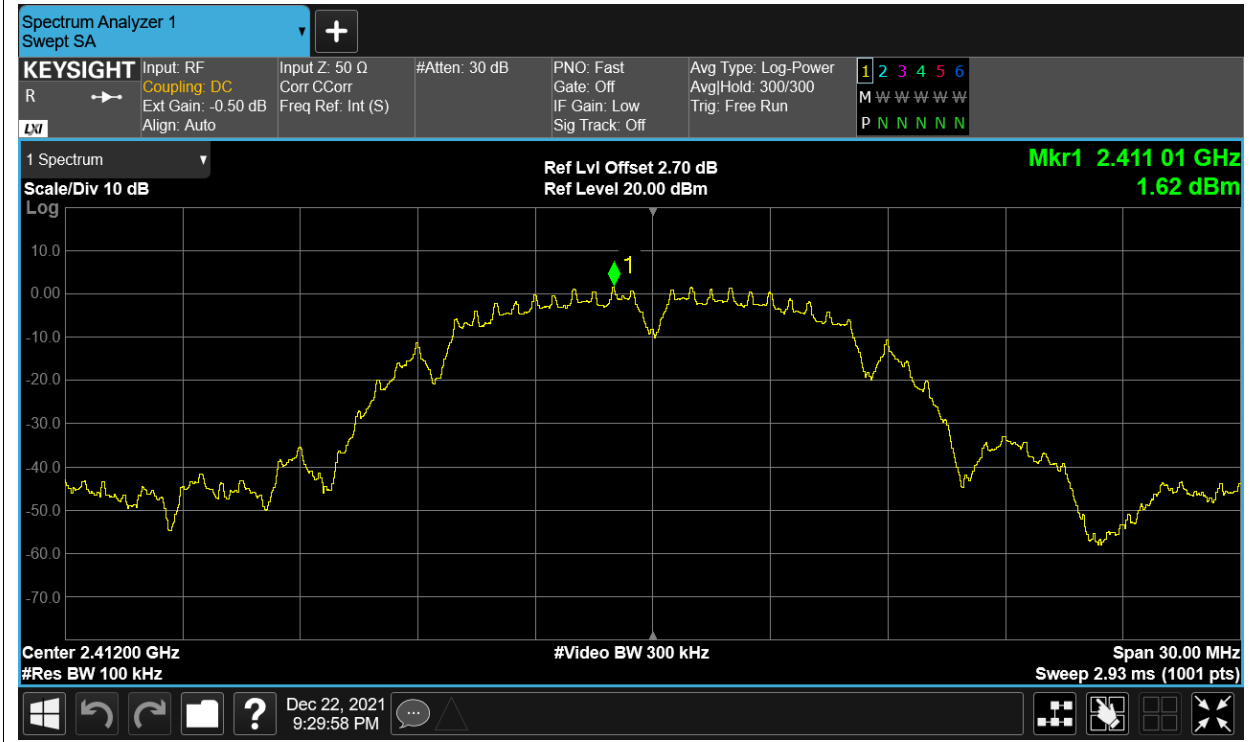 Spectrum Analyzer 1
Swept SA
KEYSIGHT
R
LXI
Input: RF
Coupling: DC
Ext Gain: -0.50 dB
Align: Auto
Input Z: 50 Ω
Corr CCorr
Freq Ref: Int (S)
#Atten: 30 dB
PNO: Fast
Gate: Off
IF Gain: Low
Sig Track: Off
Avg Type: Log-Power
Avg|Hold: 300/300
Trig: Free Run
1 2 3 4 5 6
M W W W W W
P N N N N N
1 Spectrum
Scale/Div 10 dB
Log
Ref Lvl Offset 2.70 dB
Ref Level 20.00 dBm
Mkr1 2.411 01 GHz
1.62 dBm
1
10.0
0.00
-10.0
-20.0
-30.0
-40.0
-50.0
-60.0
-70.0
Center 2.41200 GHz
#Res BW 100 kHz
#Video BW 300 kHz
Span 30.00 MHz
Sweep 2.93 ms (1001 pts)
?
Dec 22, 2021
9:29:58 PM